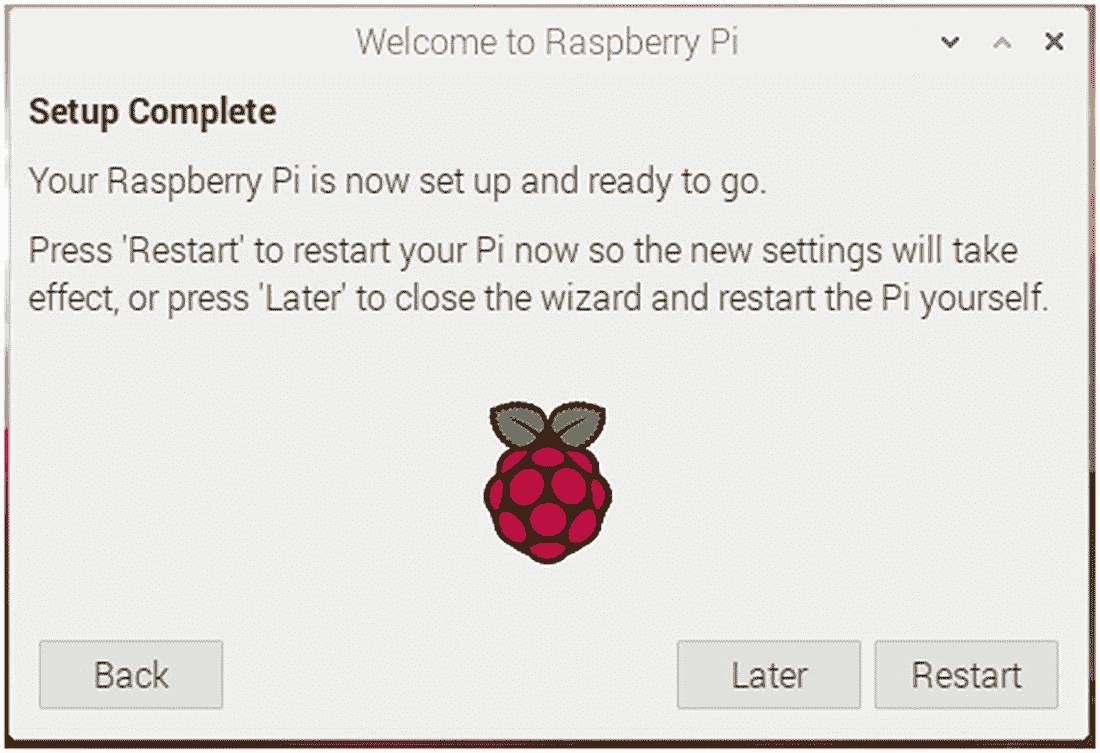 Welcome to Raspberry Pi
Setup Complete
Your Raspberry Pi is now set up and ready to go.
Press 'Restart' to restart your Pi now so the new settings will take
effect, or press 'Later' to close the wizard and restart the Pi yourself.
Back
Later
Restart